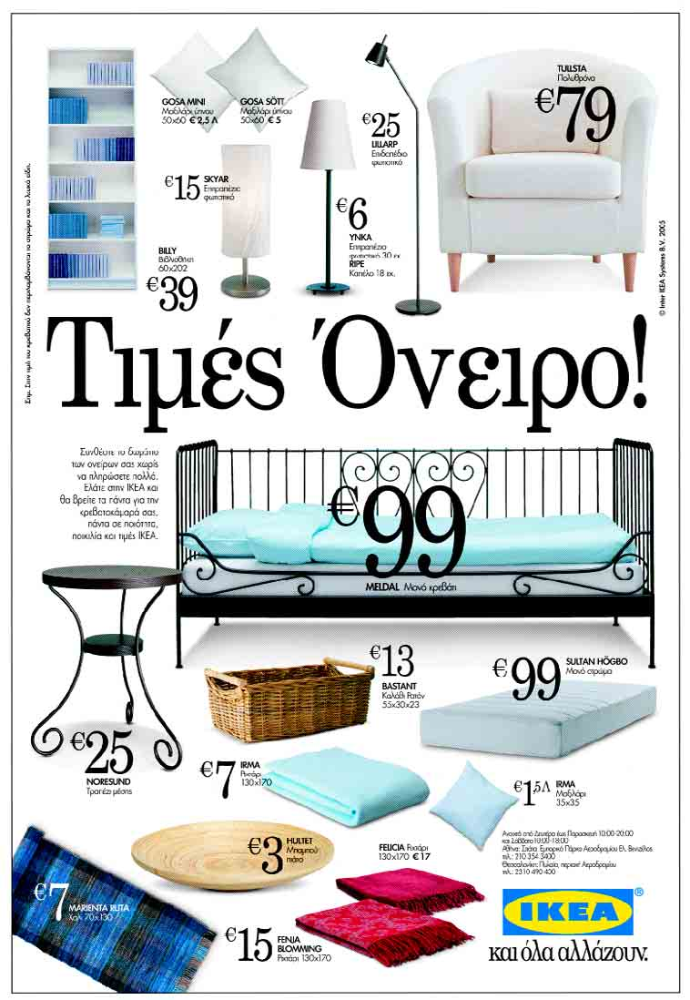 GOSA MINI
Μαξιλάρι ύπνου
50x60 € 2,5 Λ
GOSA SÖTT
Μαξιλάρι ύπνου
50x60 € 5
€25
LILLARP
Επιδαπέδιο
φωτιστικό
TULLSTA
Πολυθρόνα
€79
€15
SKYAR
Επιτραπέζιο
φωτιστικό
€6
YNKA
Επιτραπέζιο
φωτιστικό 30 εκ.
RIPE
Καπέλο 18 εκ.
BILLY
Βιβλιοθήκη
60x202
€39
Σημ. Στην τιμή του κρεβατιού δεν περιλαμβάνονται το στρώμα και τα λευκά είδη.
© Inter IKEA Systems B.V. 2005
Τιμές Όνειρο!
Συνθέστε το δωμάτιο
των ονείρων σας χωρίς
να πληρώσετε πολλά.
Ελάτε στην IKEA και
θα βρείτε τα πάντα για την
κρεβατοκάμαρά σας,
πάντα σε ποιότητα,
ποικιλία και τιμές IKEA.
€99
MELDAL Μονό κρεβάτι
€13
BASTANT
Καλάθι Ρατάν
55x30x23
€99
SULTAN HÖGBO
Μονό στρώμα
€25
NORESUND
Τραπέζι μέσης
€7
IRMA
Ριχτάρι
130x170
€1,5Λ
IRMA
Μαξιλάρι
35x35
€3
HULTET
Μπαμπού
πιάτο
FELICIA Ριχτάρι
130x170 € 17
Ανοικτά από Δευτέρα έως Παρασκευή 10:00-20:00
και Σάββατο 10:00-18:00
Αθήνα: Σπάτα, Εμπορικό Πάρκο Αεροδρομίου Ελ. Βενιζέλος
τηλ.: 210 354 3400
Θεσσαλονίκη: Πυλαία, περιοχή Αεροδρομίου
τηλ.: 2310 490 400
€7
MARIENTA RUTA
Χαλί 70x130
€15
FENJA
BLOMMING
Ριχτάρι 130x170
IKEA®
και όλα αλλάζουν.